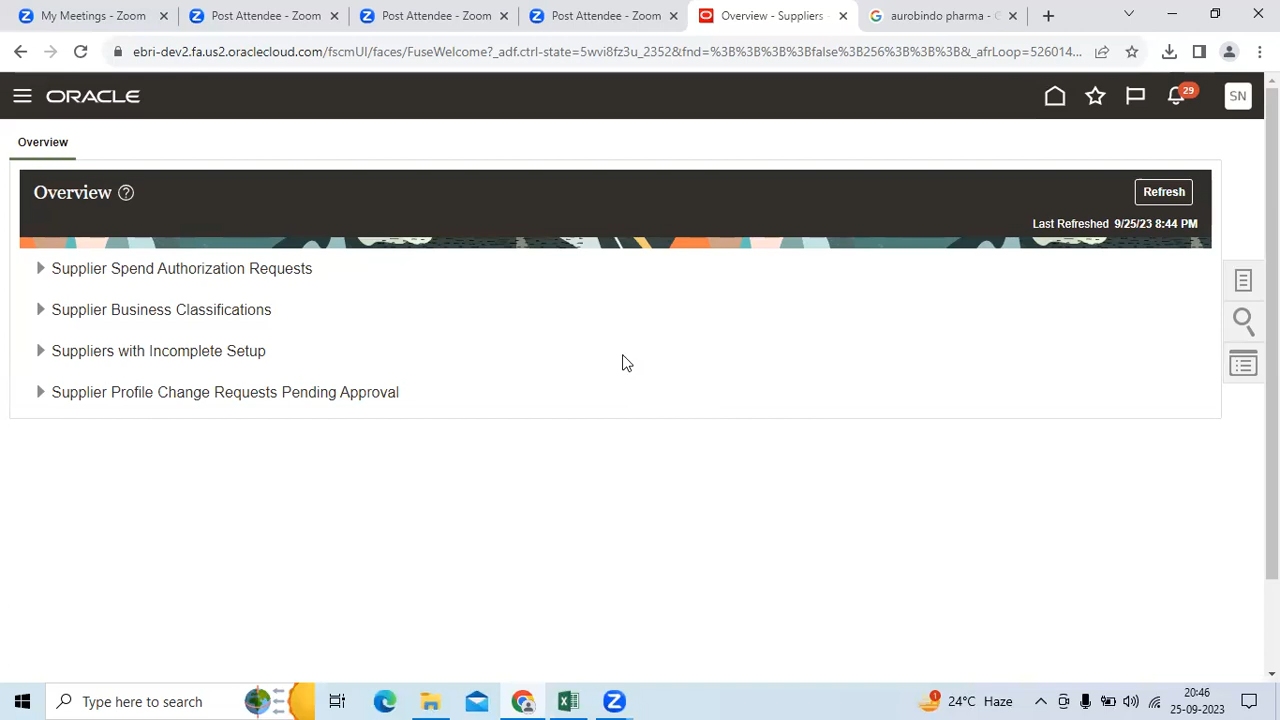 My Meetings - Zoom
Post Attendee - Zoom
Post Attendee - Zoom
Post Attendee - Zoom
Overview - Suppliers -
aurobindo pharma - G
ebri-dev2.fa.us2.oraclecloud.com/fscmUI/faces/FuseWelcome?_adf.ctrl-state=5wvi8fz3u_2352&fnd=%3B%3B%3B%3Bfalse%3B256%3B%3B%3B&_afrLoop=526014...
ORACLE
29
SN
Overview
Overview
Refresh
Last Refreshed 9/25/23 8:44 PM
Supplier Spend Authorization Requests
Supplier Business Classifications
Suppliers with Incomplete Setup
Supplier Profile Change Requests Pending Approval
Type here to search
1
24°C Haze
20:46
25-09-2023